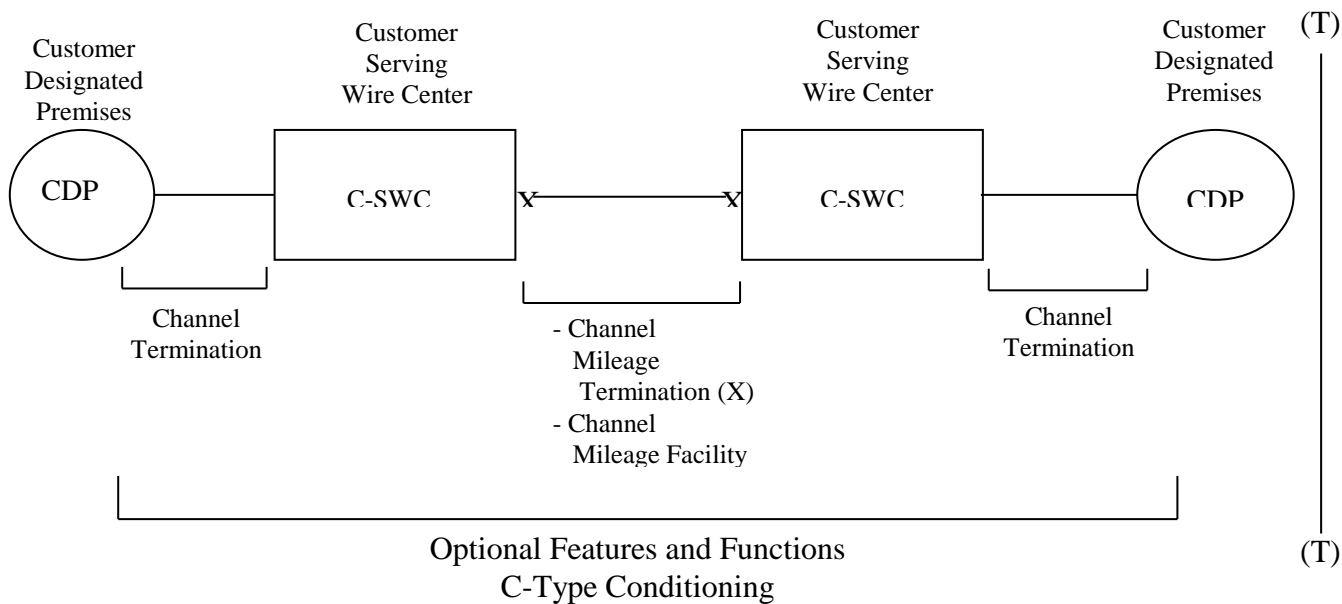 Customer
Designated
Premises
Customer
Serving
Wire Center
Customer
Serving
Wire Center
Customer
Designated
Premises
(T)
CDP
C-SWC
X
X
C-SWC
CDP
Channel
Termination
- Channel
Mileage
Termination (X)
- Channel
Mileage Facility
Channel
Termination
Optional Features and Functions
C-Type Conditioning
(T)